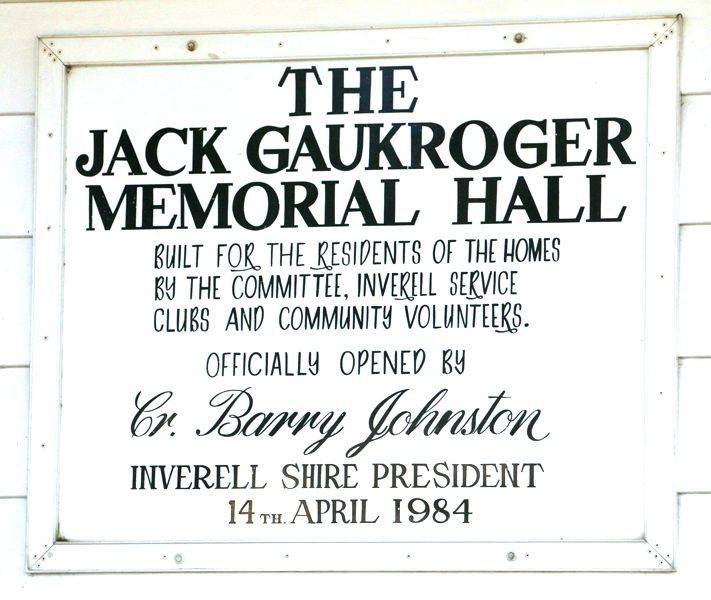 THE
JACK GAUKROGER
MEMORIAL HALL
BUILT FOR THE RESIDENTS OF THE HOMES
BY THE COMMITTEE, INVERELL SERVICE
CLUBS AND COMMUNITY VOLUNTEERS.
OFFICIALLY OPENED BY
Cr. Barry Johnston
INVERELL SHIRE PRESIDENT
14TH. APRIL 1984